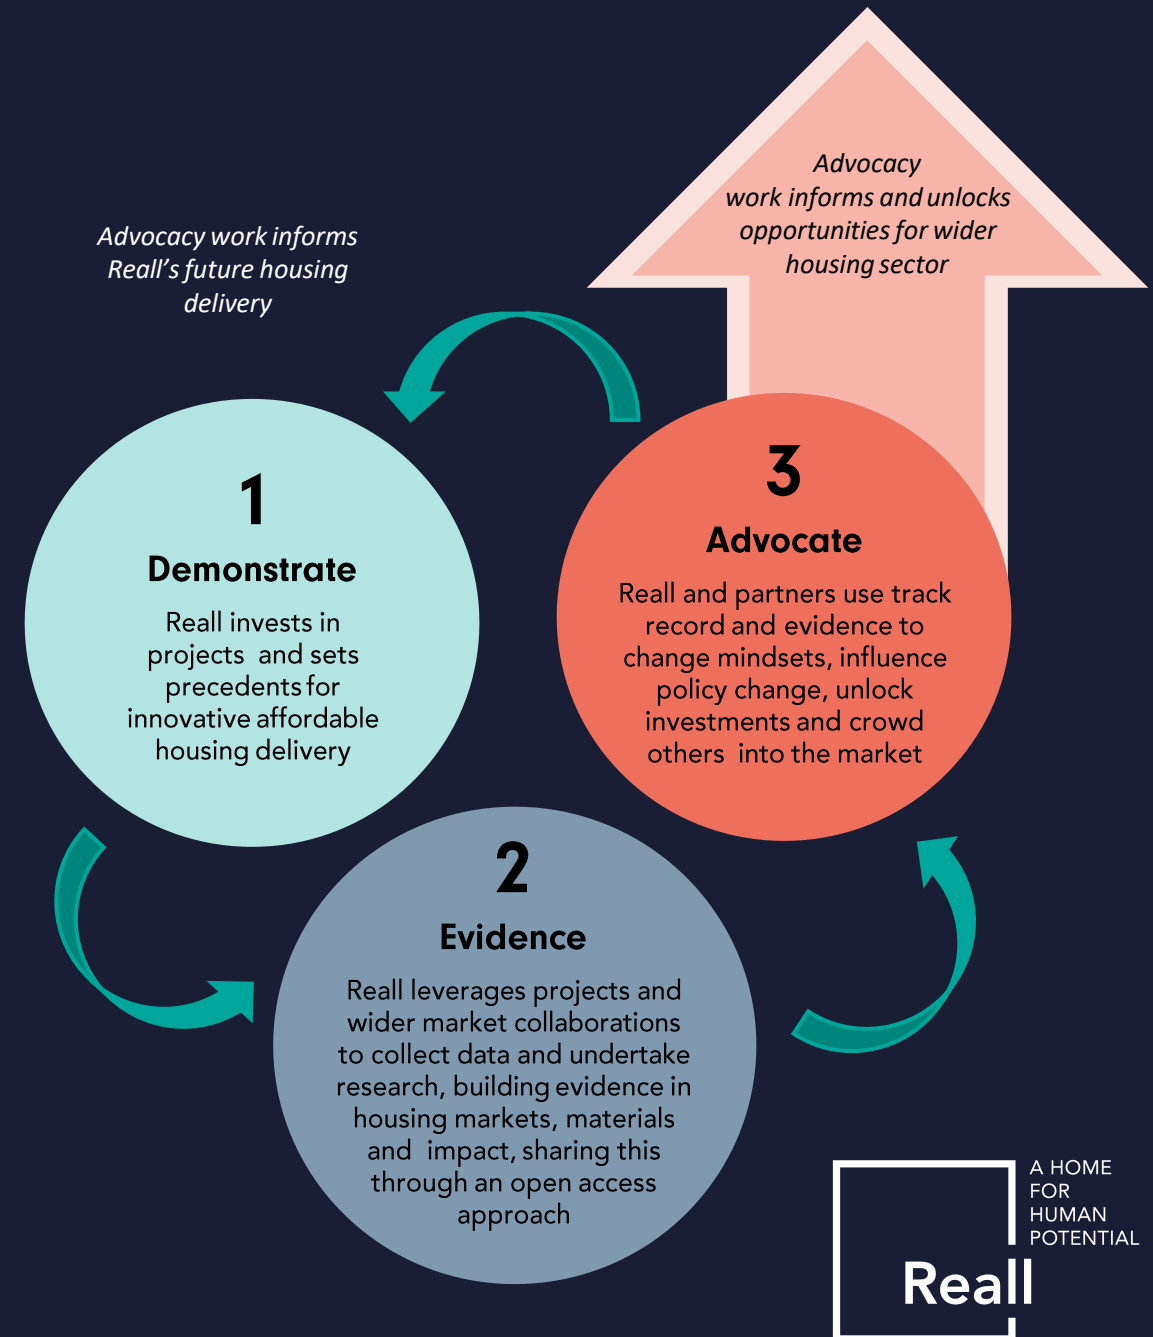 Advocacy work informs
Reall's future housing
delivery
Advocacy
work informs and unlocks
opportunities for wider
housing sector
1
Demonstrate
Reall invests in
projects and sets
precedents for
innovative affordable
housing delivery
3
Advocate
Reall and partners use track
record and evidence to
change mindsets, influence
policy change, unlock
investments and crowd
others into the market
2
Evidence
Reall leverages projects and
wider market collaborations
to collect data and undertake
research, building evidence in
housing markets, materials
and impact, sharing this
through an open access
approach
A HOME
FOR
HUMAN
POTENTIAL
Reall